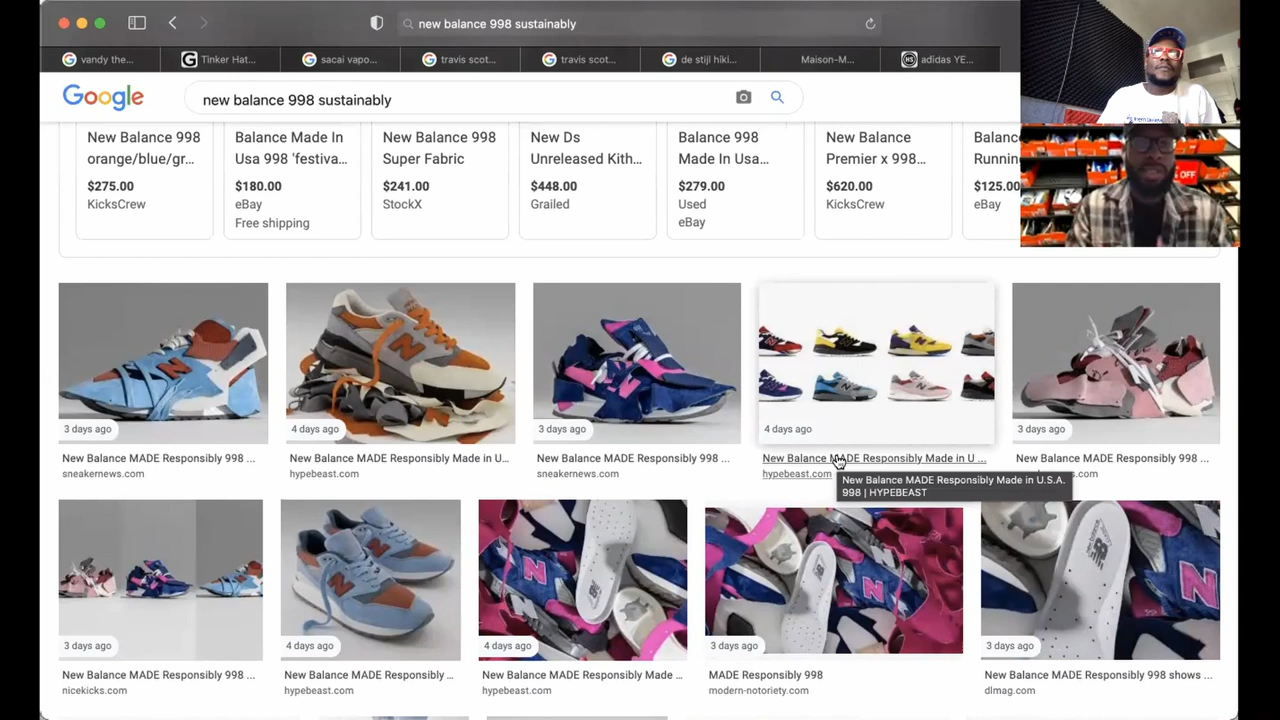 new balance 998 sustainably
vandy the...
Tinker Hat...
sacai vapo...
travis scot...
travis scot...
de stijl hiki...
Maison-M...
adidas YE...
Google
new balance 998 sustainably
New Balance 998
orange/blue/gr...
$275.00
KicksCrew
Balance Made In
Usa 998 'festiva...
$180.00
eBay
Free shipping
New Balance 998
Super Fabric
$241.00
StockX
New Ds
Unreleased Kith...
$448.00
Grailed
Balance 998
Made In Usa...
$279.00
Used
eBay
New Balance
Premier x 998...
$620.00
KicksCrew
Balance
Runnin
$125.00
eBay
% OFF
3 days ago
New Balance MADE Responsibly 998 ...
sneakernews.com
4 days ago
New Balance MADE Responsibly Made in U...
hypebeast.com
3 days ago
New Balance MADE Responsibly 998 ...
sneakernews.com
4 days ago
New Balance MADE Responsibly Made in U ...
hypebeast.com
New Balance MADE Responsibly Made in U.S.A.
998 | HYPEBEAST
3 days ago
New Balance MADE Responsibly 998 ...
s.com
3 days ago
New Balance MADE Responsibly 998 ...
nicekicks.com
4 days ago
New Balance MADE Responsibly ...
hypebeast.com
4 days ago
New Balance MADE Responsibly Made ...
hypebeast.com
3 days ago
MADE Responsibly 998
modern-notoriety.com
3 days ago
New Balance MADE Responsibly 998 shows ...
dlmag.com